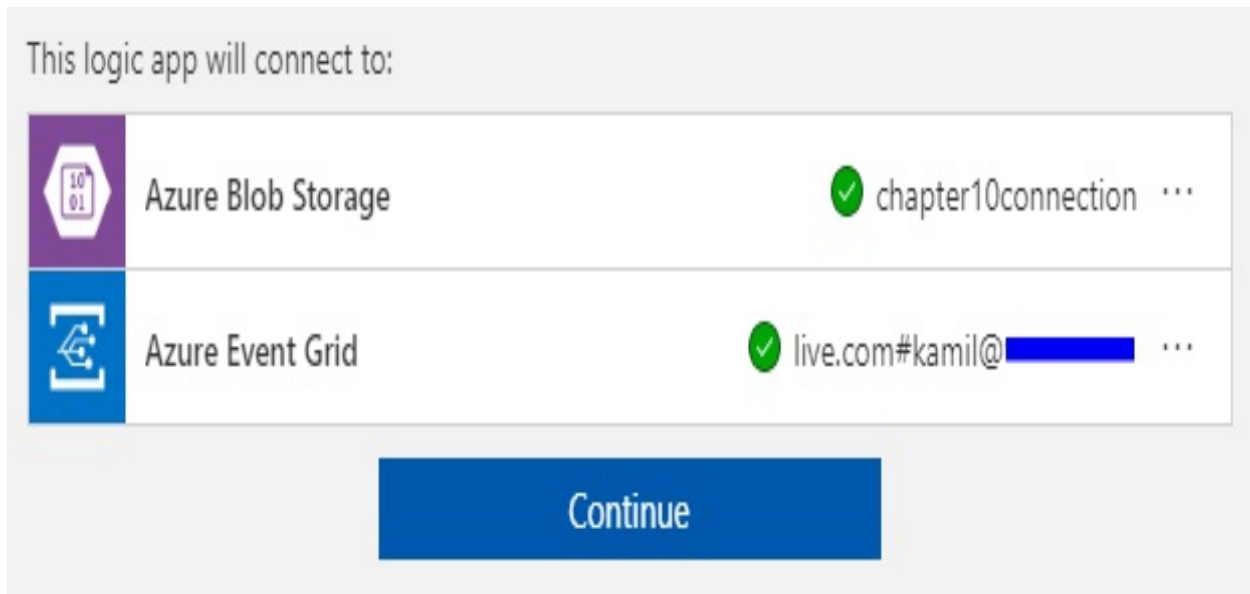 This logic app will connect to:
10
01
Azure Blob Storage
chapter10connection ...
Azure Event Grid
live.com#kamil@ ...
Continue